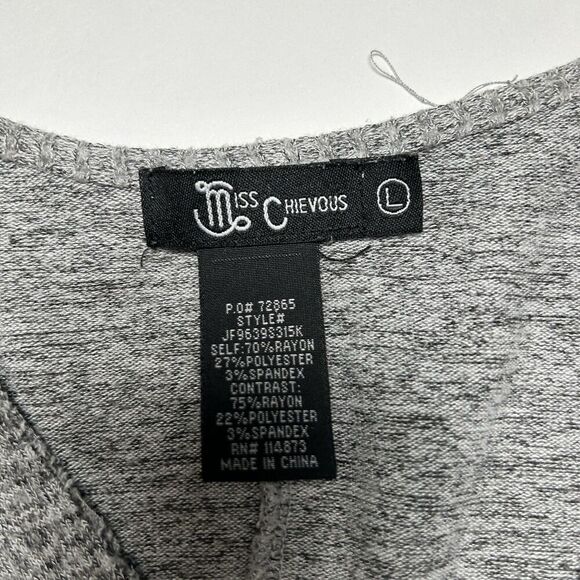 Miss Chievous L
P.O# 72865
STYLE#
JF9639S315K
SELF:70%RAYON
27%POLYESTER
3%SPANDEX
CONTRAST:
75%RAYON
22%POLYESTER
3%SPANDEX
RN# 114873
MADE IN CHINA